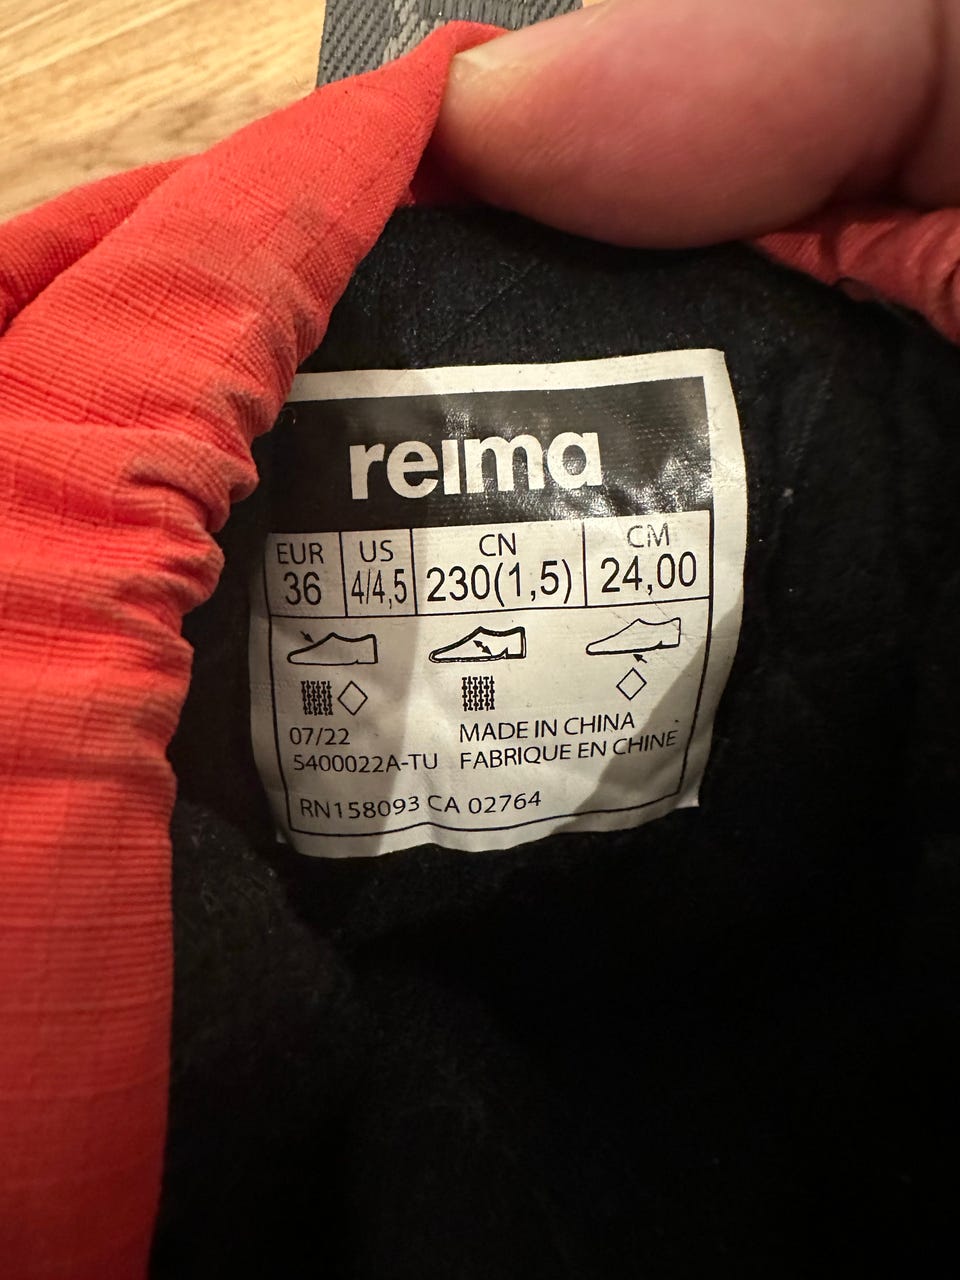 reima
EUR US CN CM
36 4/4,5 230(1,5) 24,00
07/22 MADE IN CHINA
5400022A-TU FABRIQUE EN CHINE
RN158093 CA 02764